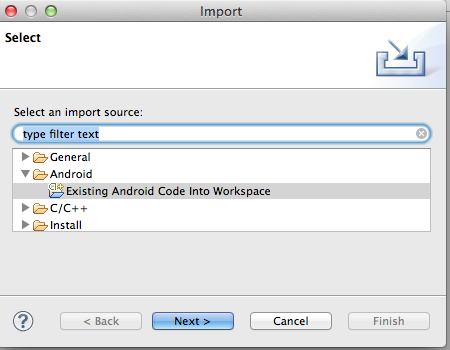 Import
Select
Select an import source:
type filter text
General
Android
Existing Android Code Into Workspace
C/C++
Install
?
< Back
Next >
Cancel
Finish